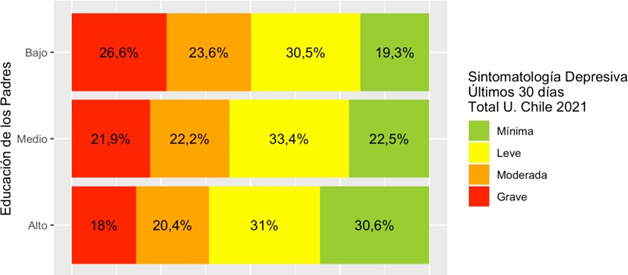 Educación de los Padres
Bajo
26,6% 23,6% 30,5% 19,3%
Medio
21,9% 22,2% 33,4% 22,5%
Alto
18% 20,4% 31% 30,6%
Sintomatología Depresiva
Últimos 30 días
Total U. Chile 2021
Mínima
Leve
Moderada
Grave